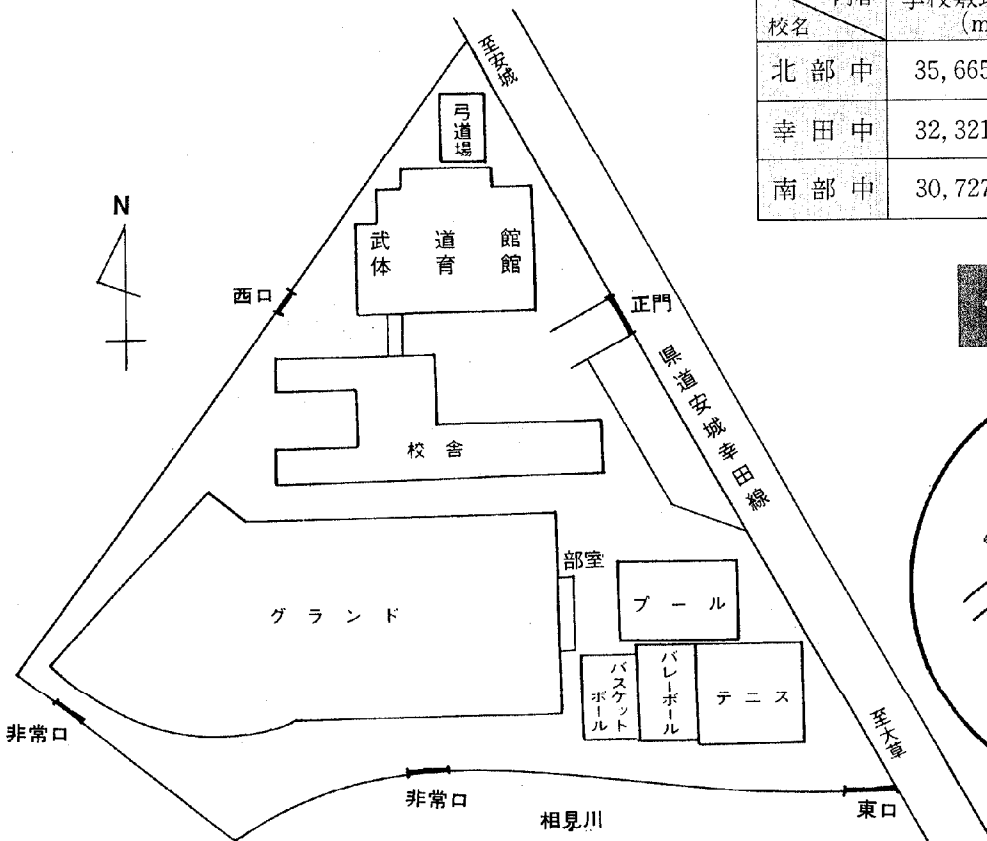 校名
北部中 35,665
幸田中 32,321
南部中 30,727
至安城
弓道場
N
武道館
体育館
西口
正門
県道安城幸田線
校舎
部室
グランド
プール
バスケットボール
バレーボール
テニス
至大草
非常口
非常口
東口
相見川